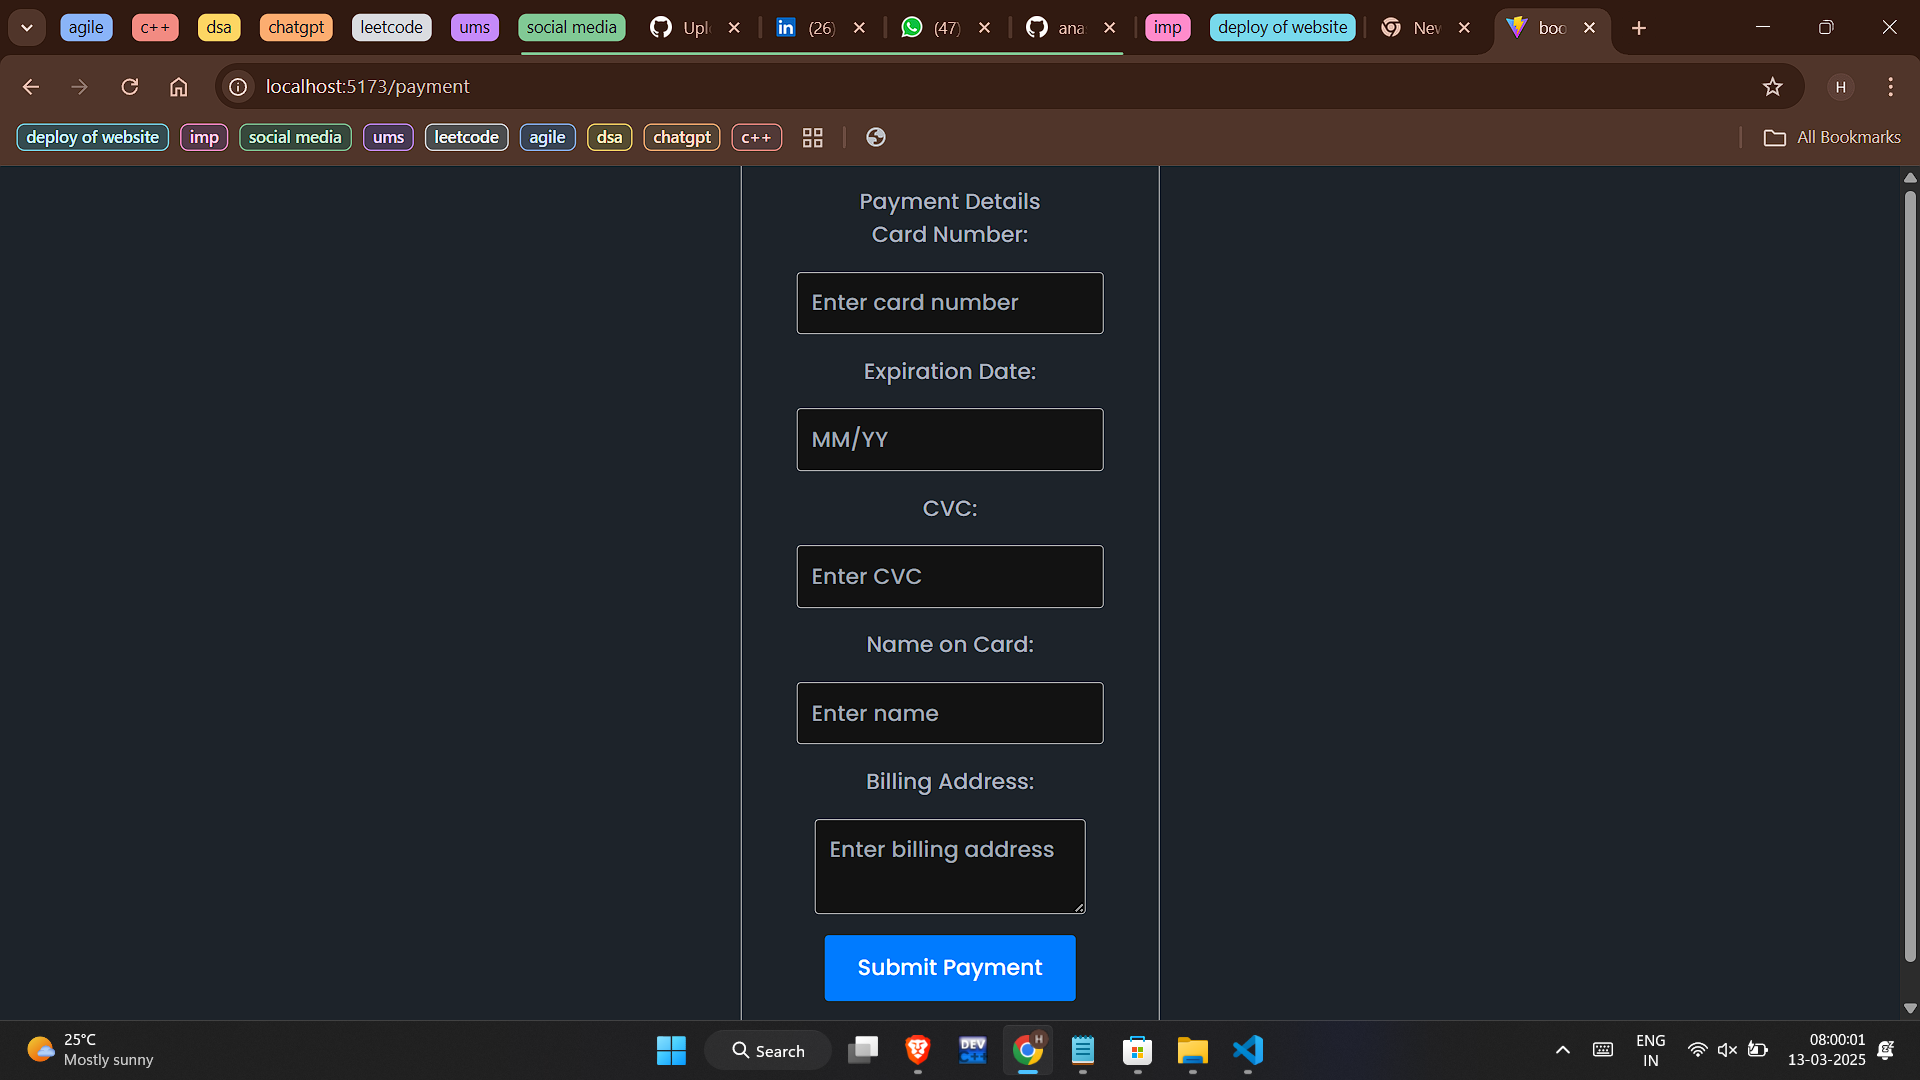 agile c++ dsa chatgpt leetcode ums social media Upl (26) (47) ana imp deploy of website New boo
localhost:5173/payment H
deploy of website imp social media ums leetcode agile dsa chatgpt c++ All Bookmarks
Payment Details
Card Number:
Enter card number
Expiration Date:
MM/YY
CVC:
Enter CVC
Name on Card:
Enter name
Billing Address:
Enter billing address
Submit Payment
25°C
Mostly sunny
Search
DEV
H
ENG
IN
08:00:01
13-03-2025